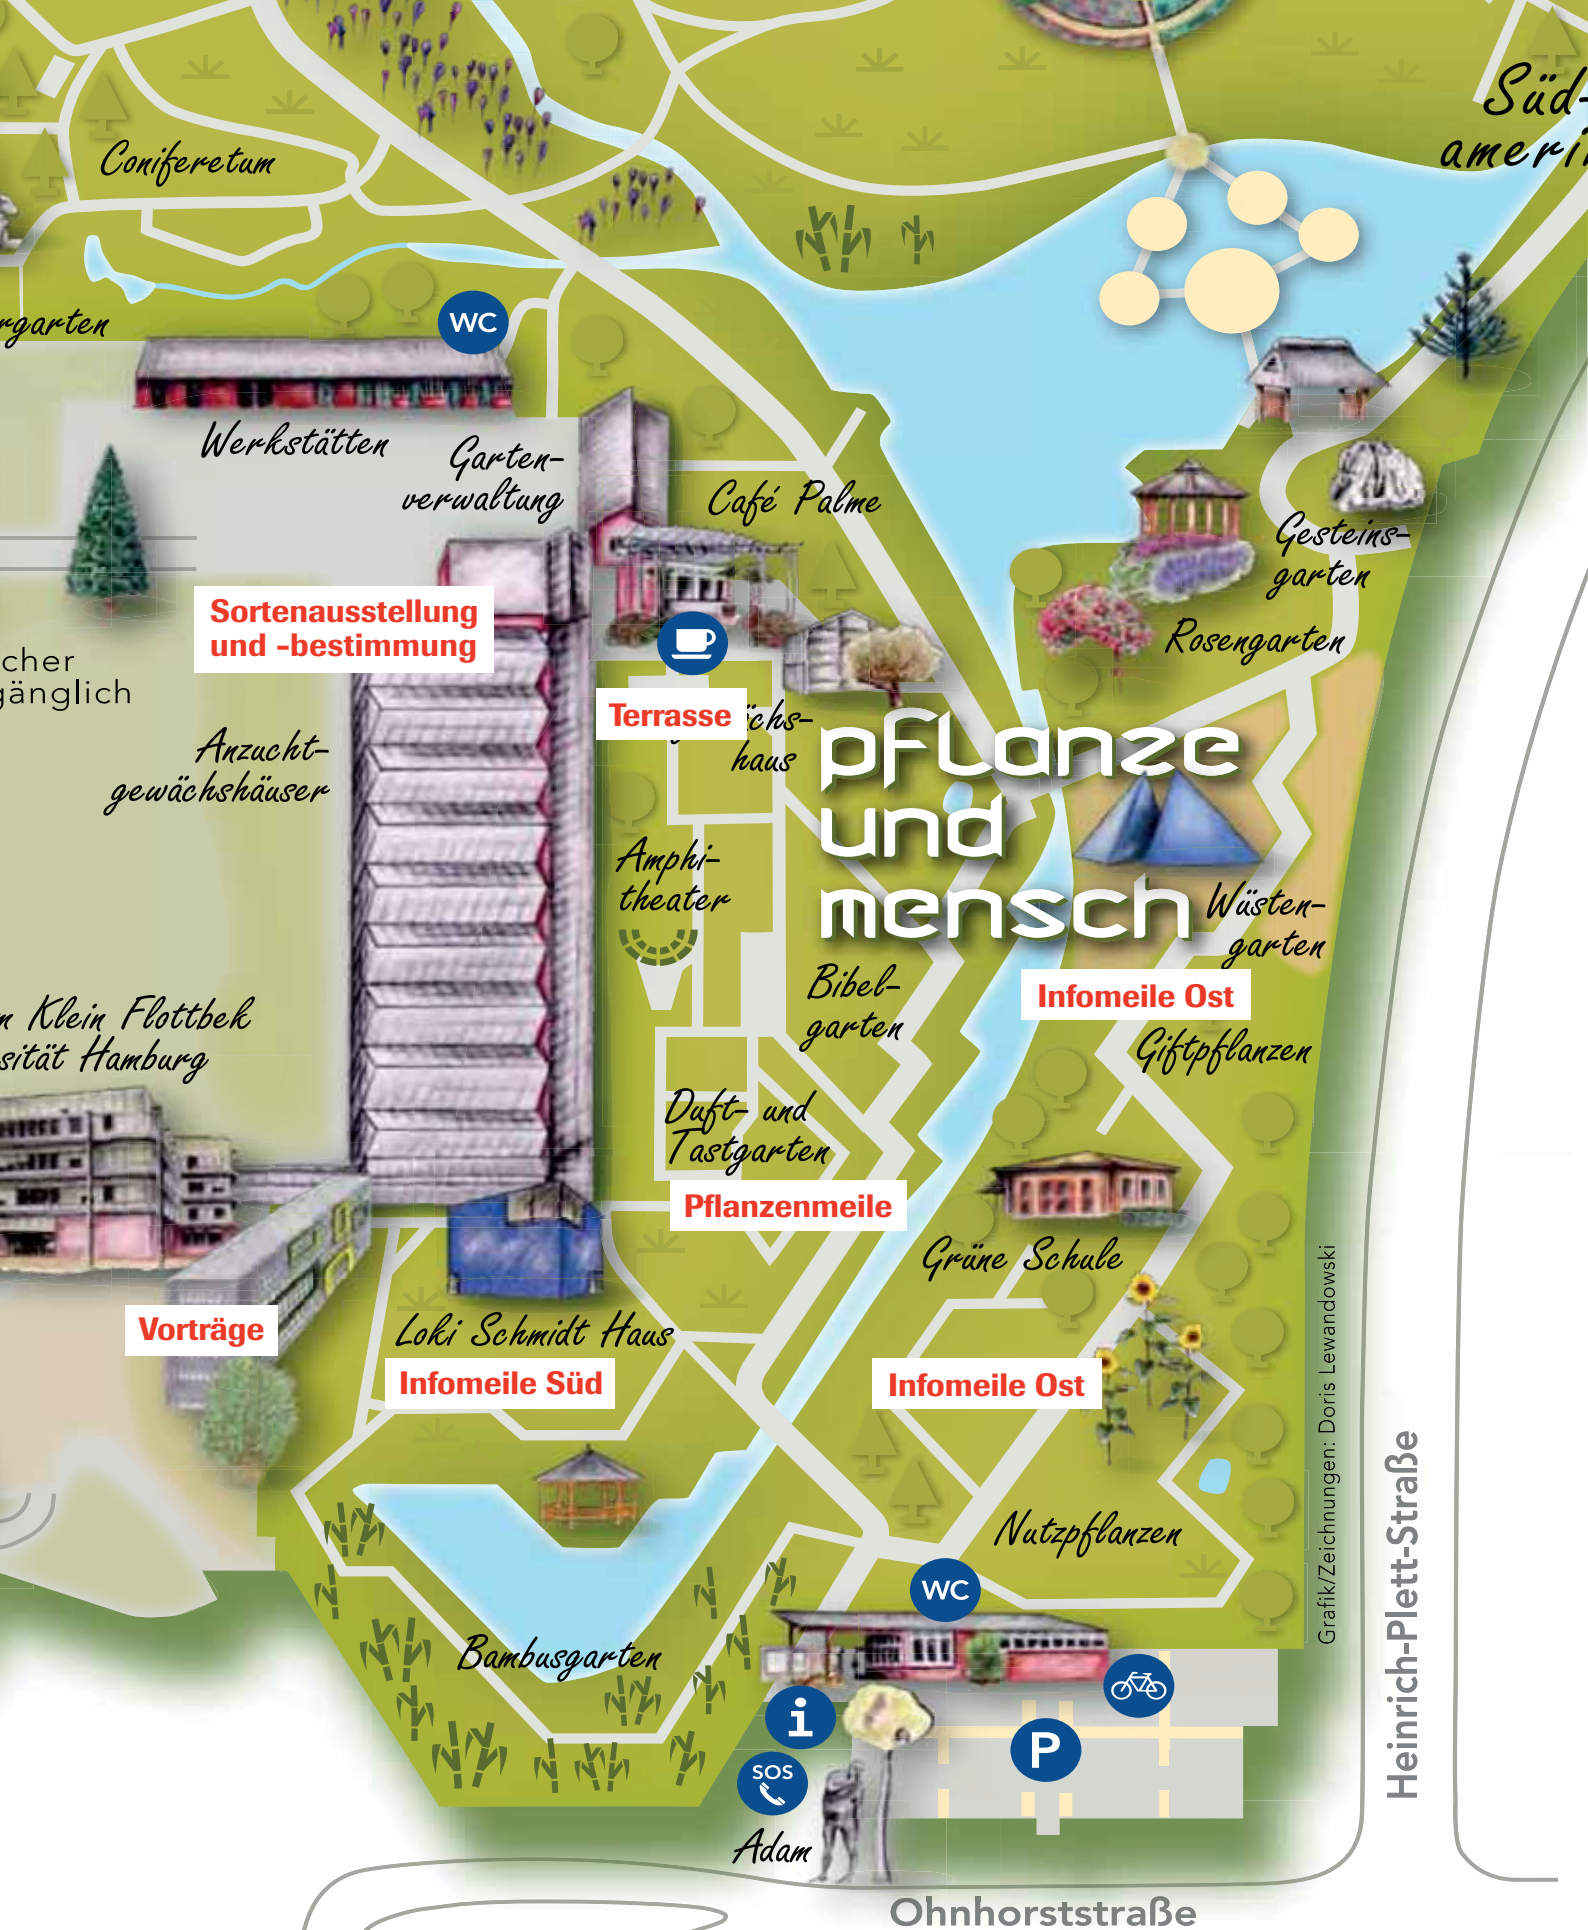 Süd-
ameri
Coniferetum
rgarten
WC
Werkstätten
Garten-
verwaltung
Café Palme
Gesteins-
garten
Sortenausstellung
und -bestimmung
Rosengarten
cher
gänglich
Terrasse
chs-
haus
Anzucht-
gewächshäuser
pflanze
und
mensch
Amphi-
theater
Wüsten-
garten
Bibel-
garten
Infomeile Ost
Giftpflanzen
m Klein Flottbek
sität Hamburg
Duft- und
Tastgarten
Pflanzenmeile
Grüne Schule
Vorträge
Loki Schmidt Haus
Infomeile Süd
Infomeile Ost
Grafik/Zeichnungen: Doris Lewandowski
Heinrich-Plett-Straße
Nutzpflanzen
WC
Bambusgarten
i
P
SOS
Adam
Ohnhorststraße